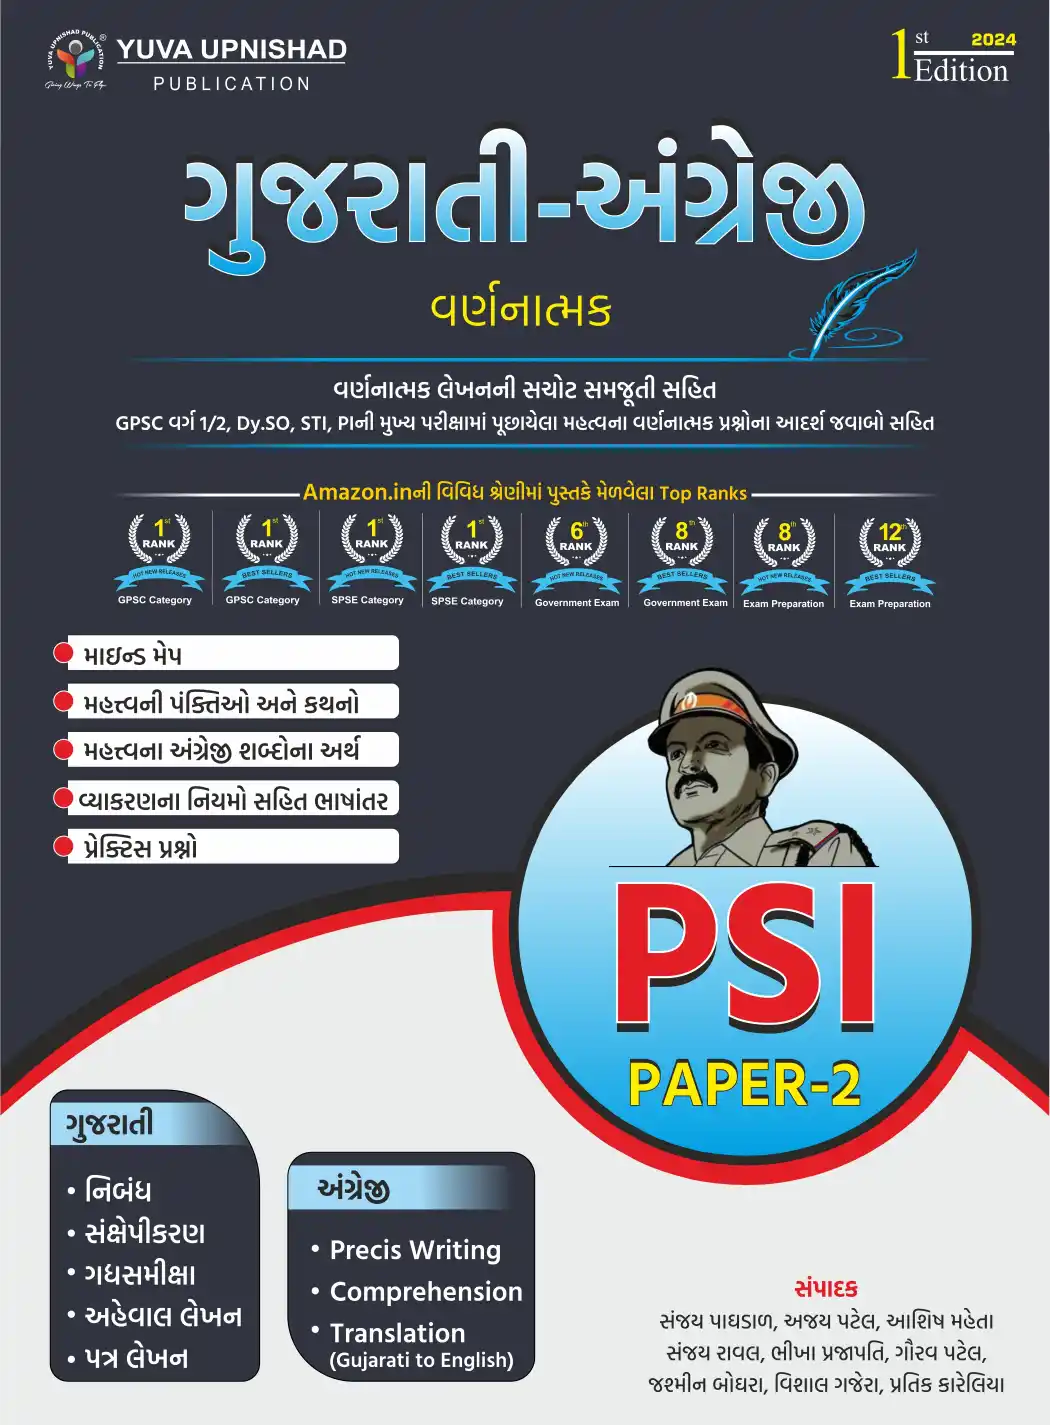 YUVA UPNISHAD PUBLICATION
®
Giving Wings To Fly
YUVA UPNISHAD
PUBLICATION
1st Edition
2024
ગુજરાતી-અંગ્રેજી
વર્ણનાત્મક
વર્ણનાત્મક લેખનની સચોટ સમજૂતી સહિત
GPSC વર્ગ 1/2, Dy.SO, STI, PIની મુખ્ય પરીક્ષામાં પૂછાયેલા મહત્વના વર્ણનાત્મક પ્રશ્નોના આદર્શ જવાબો સહિત
Amazon.inની વિવિધ શ્રેણીમાં પુસ્તકે મેળવેલા Top Ranks
1st RANK HOT NEW RELEASES GPSC Category
1st RANK BEST SELLERS GPSC Category
1st RANK HOT NEW RELEASES SPSE Category
1st RANK BEST SELLERS SPSE Category
6th RANK HOT NEW RELEASES Government Exam
8th RANK BEST SELLERS Government Exam
8th RANK HOT NEW RELEASES Exam Preparation
12th RANK BEST SELLERS Exam Preparation
માઇન્ડ મેપ
મહત્ત્વની પંક્તિઓ અને કથનો
મહત્ત્વના અંગ્રેજી શબ્દોના અર્થ
વ્યાકરણના નિયમો સહિત ભાષાંતર
પ્રેક્ટિસ પ્રશ્નો
PSI
PAPER-2
ગુજરાતી
• નિબંધ
• સંક્ષેપીકરણ
• ગદ્યસમીક્ષા
• અહેવાલ લેખન
• પત્ર લેખન
અંગ્રેજી
• Precis Writing
• Comprehension
• Translation
(Gujarati to English)
સંપાદક
સંજય પાઘડાળ, અજય પટેલ, આશિષ મહેતા
સંજય રાવલ, ભીખા પ્રજાપતિ, ગૌરવ પટેલ,
જશ્મીન બોઘરા, વિશાલ ગજેરા, પ્રતિક કારેલિયા